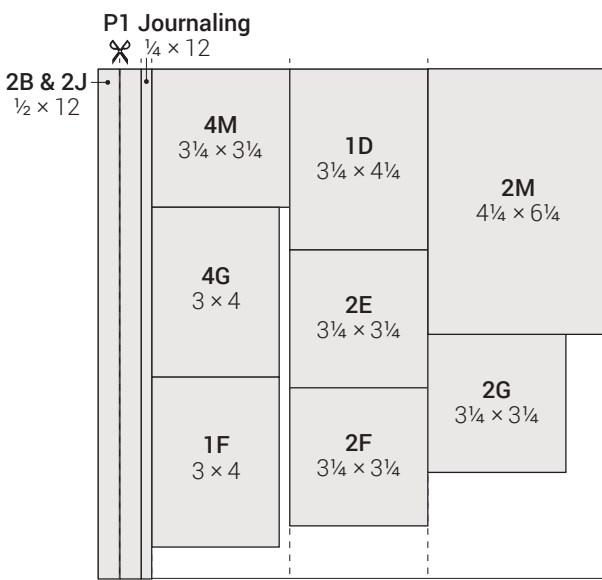 P1 Journaling
¼ × 12
2B & 2J
½ × 12
4M
3¼ × 3¼
1D
3¼ × 4¼
2M
4¼ × 6¼
4G
3 × 4
2E
3¼ × 3¼
2G
3¼ × 3¼
1F
3 × 4
2F
3¼ × 3¼